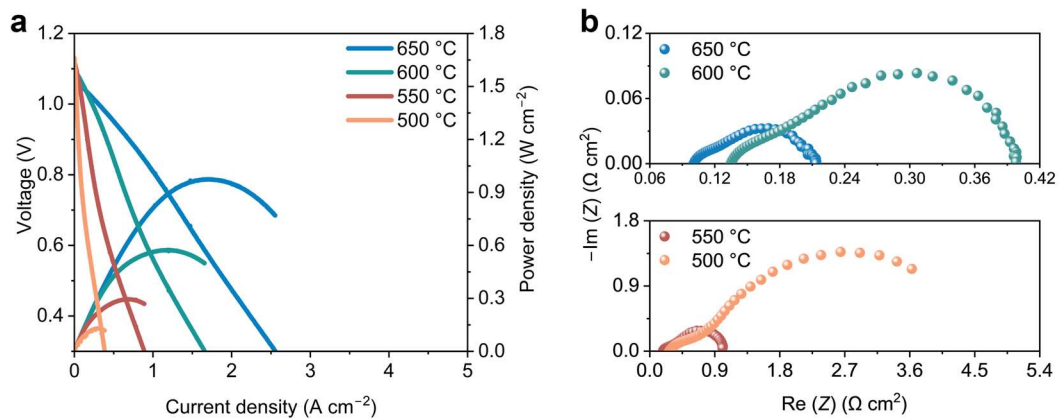 a
1.2
1.0
0.8
0.6
0.4
Voltage (V)
0
1
2
3
4
5
Current density (A cm⁻²)
1.8
1.5
1.2
0.9
0.6
0.3
0.0
Power density (W cm⁻²)
650 °C
600 °C
550 °C
500 °C
b
0.12
0.06
0.00
650 °C
600 °C
0.06 0.12 0.18 0.24 0.30 0.36 0.42
−Im (Z) (Ω cm²)
1.8
0.9
0.0
550 °C
500 °C
0.0 0.9 1.8 2.7 3.6 4.5 5.4
Re (Z) (Ω cm²)